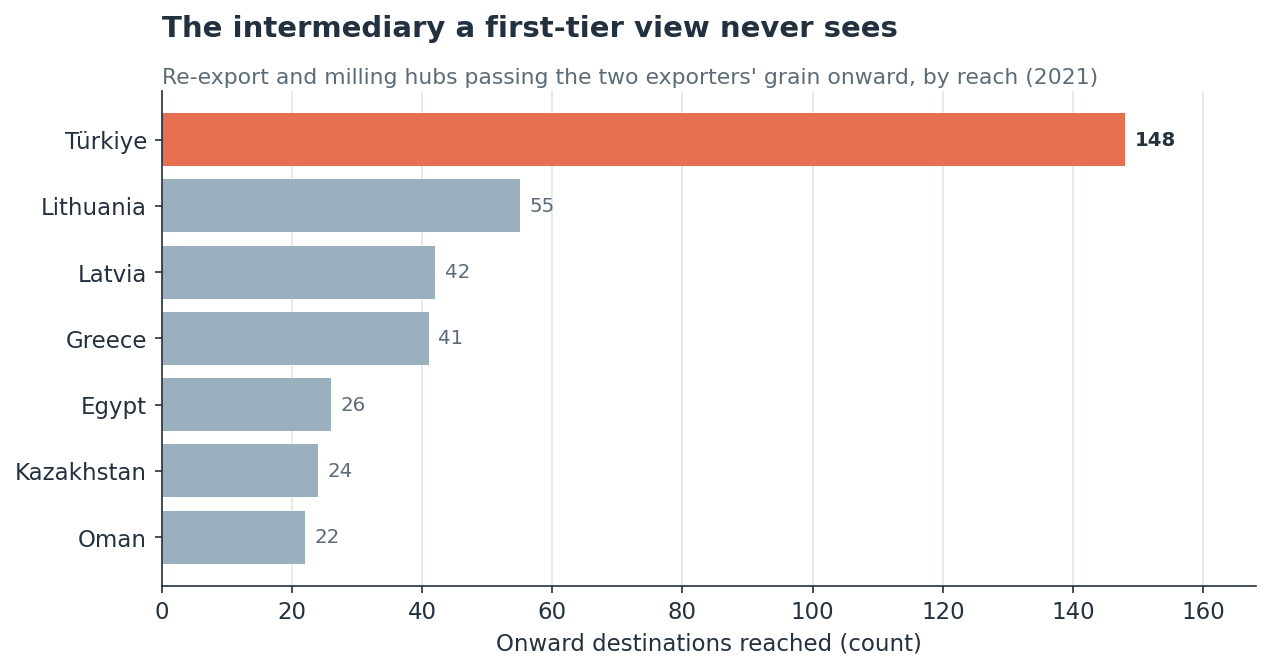 The intermediary a first-tier view never sees
Re-export and milling hubs passing the two exporters' grain onward, by reach (2021)
Türkiye 148
Lithuania 55
Latvia 42
Greece 41
Egypt 26
Kazakhstan 24
Oman 22
0 20 40 60 80 100 120 140 160
Onward destinations reached (count)